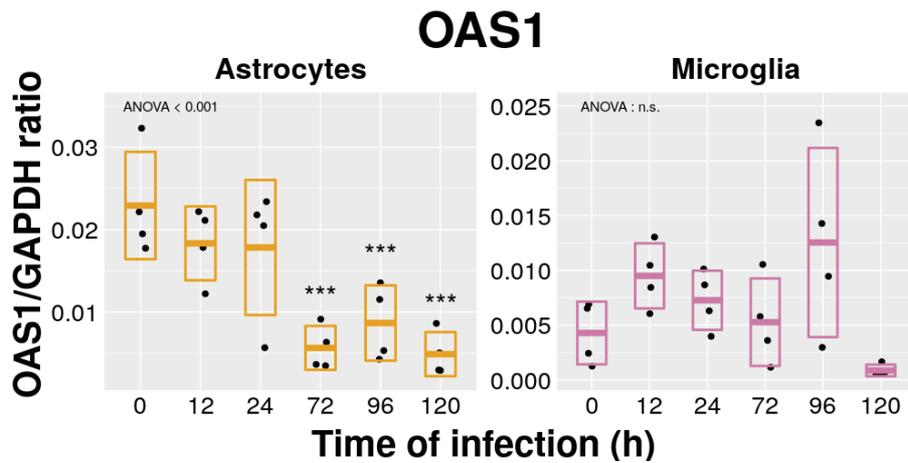 OAS1
Astrocytes
Microglia
OAS1/GAPDH ratio
ANOVA < 0.001
0.03
0.02
0.01
***
***
***
0 12 24 72 96 120
ANOVA : n.s.
0.025
0.020
0.015
0.010
0.005
0.000
0 12 24 72 96 120
Time of infection (h)